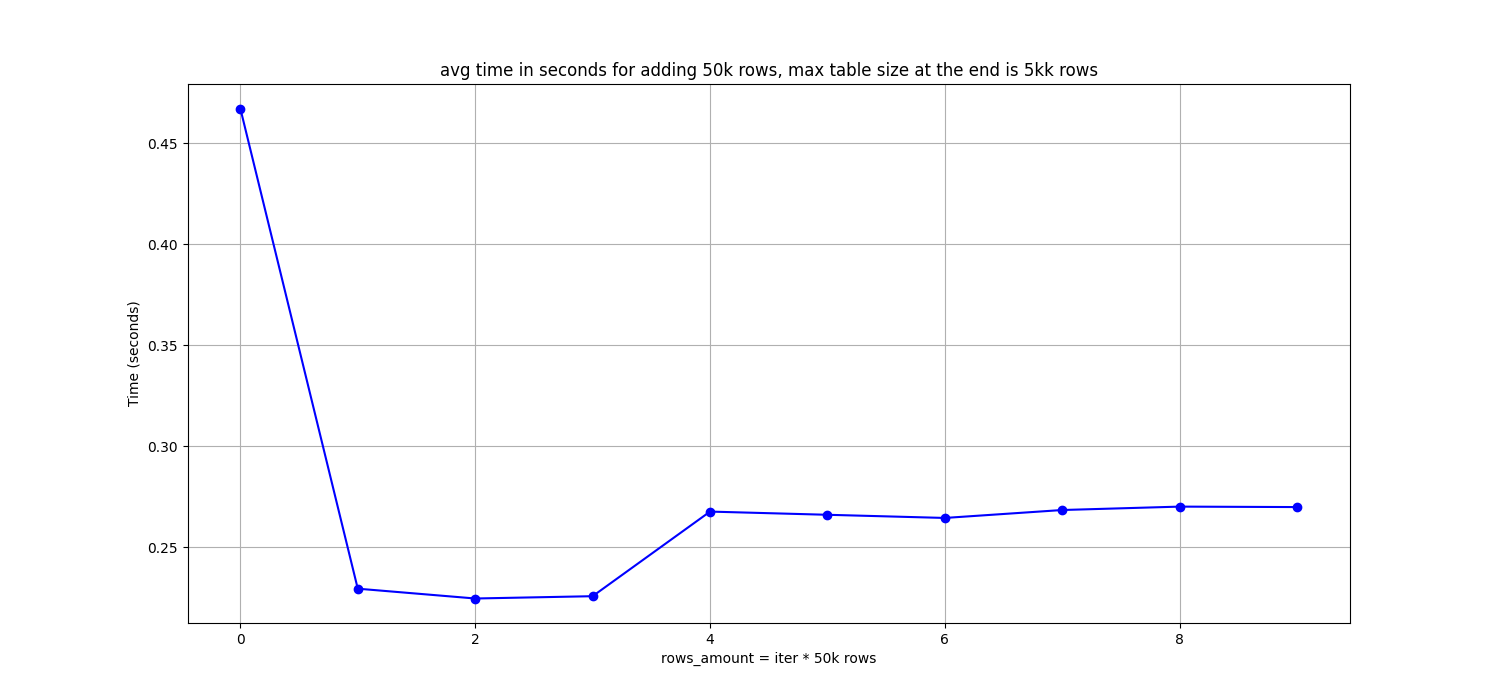 avg time in seconds for adding 50k rows, max table size at the end is 5kk rows
Time (seconds)
0.45
0.40
0.35
0.30
0.25
0 2 4 6 8
rows_amount = iter * 50k rows